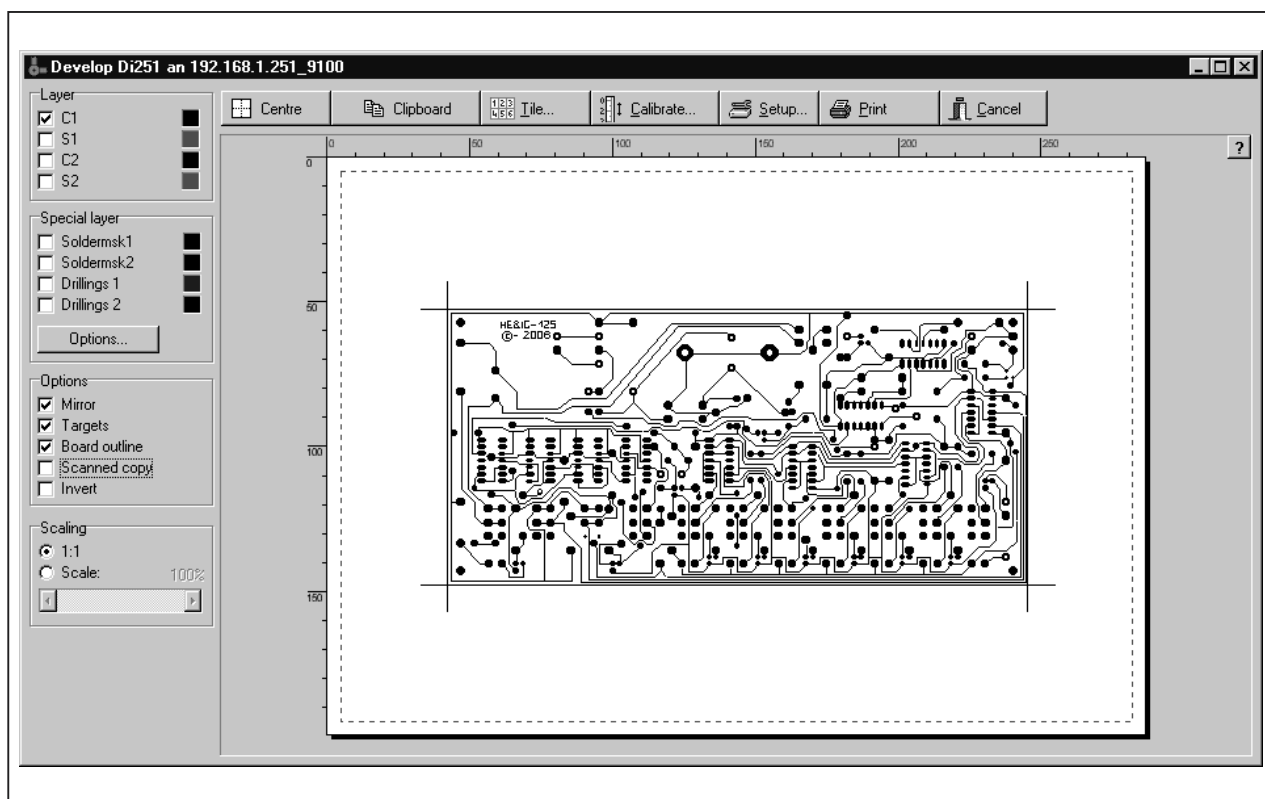 Develop Di251 an 192.168.1.251_9100
Layer
C1
S1
C2
S2
Special layer
Soldermsk1
Soldermsk2
Drillings 1
Drillings 2
Options...
Options
Mirror
Targets
Board outline
Scanned copy
Invert
Scaling
1:1
Scale: 100%
Centre Clipboard Tile... Calibrate... Setup... Print Cancel
?
0 50 100 150 200 250
0
50
100
150
HE&IC-125
©- 2006